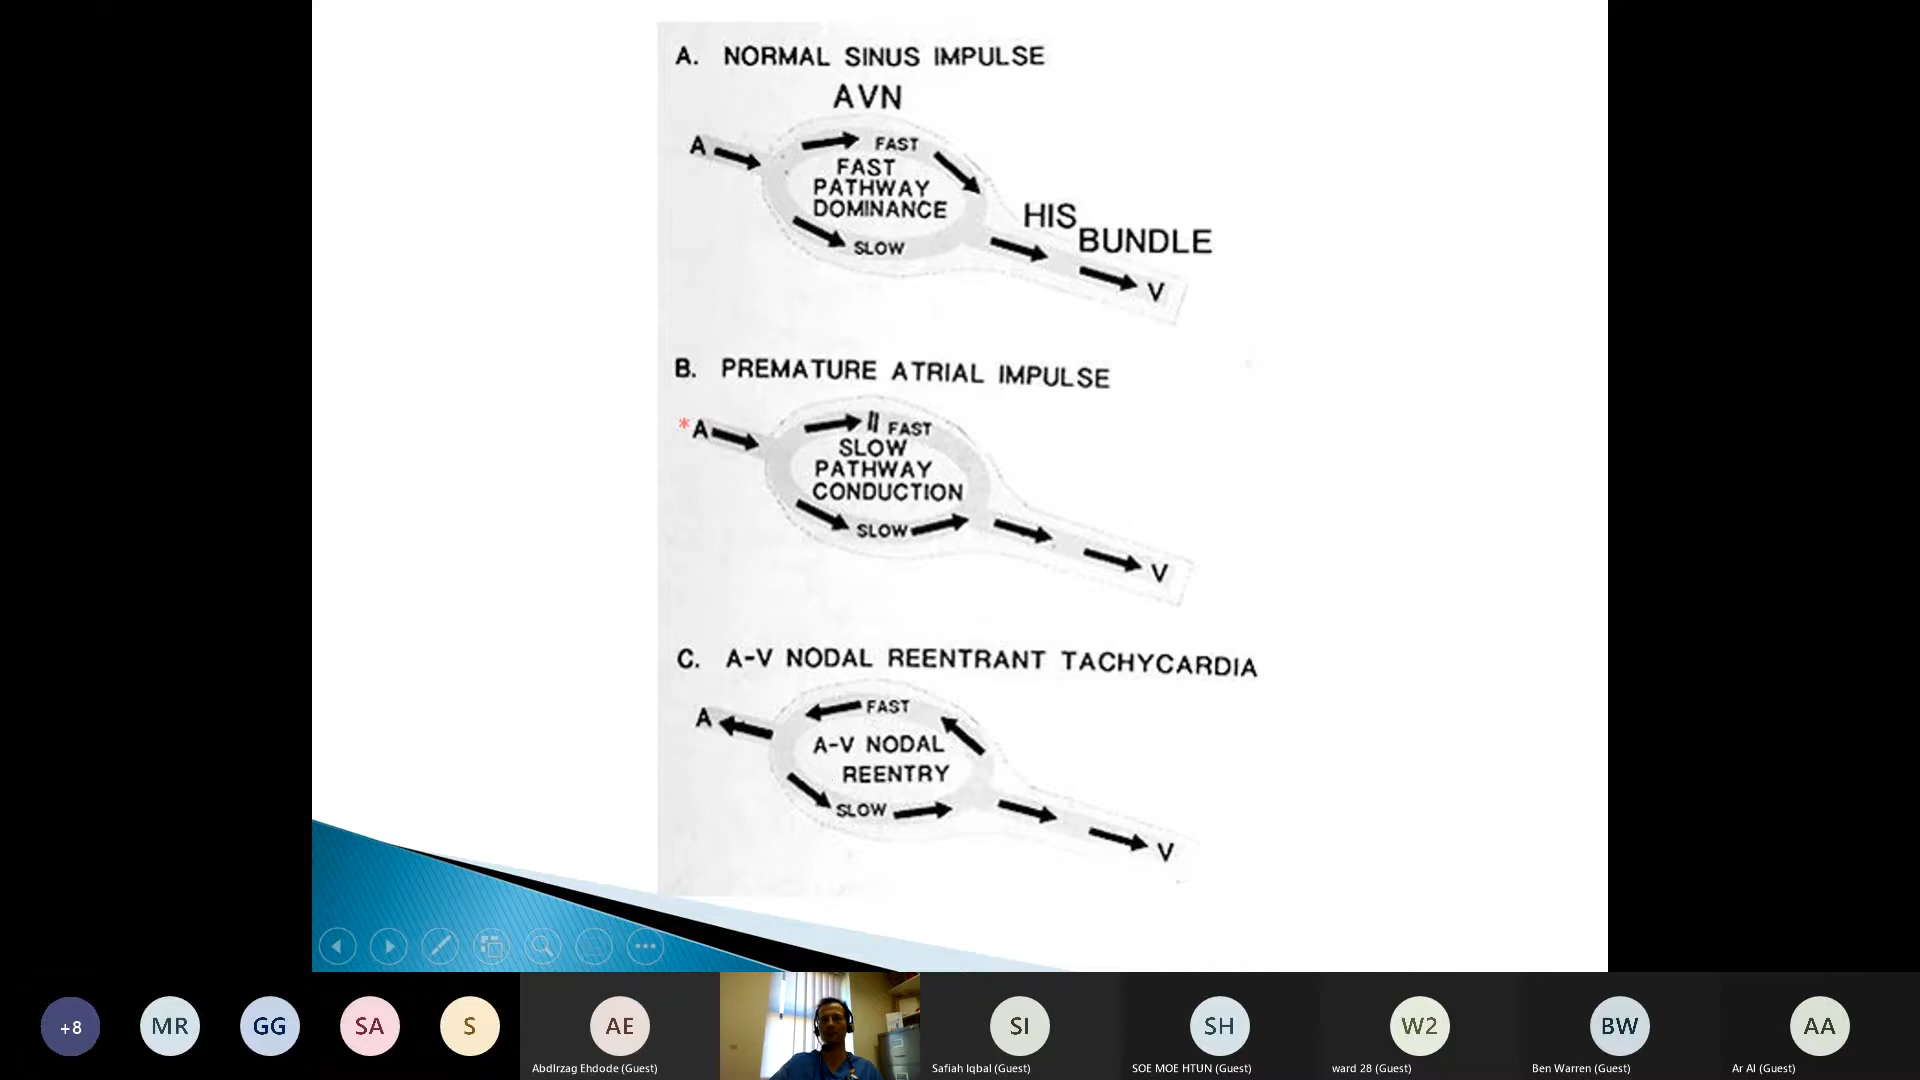 A. NORMAL SINUS IMPULSE
AVN
A
FAST
FAST
PATHWAY
DOMINANCE
SLOW
HIS
BUNDLE
V
B. PREMATURE ATRIAL IMPULSE
*A
FAST
SLOW
PATHWAY
CONDUCTION
SLOW
V
C. A-V NODAL REENTRANT TACHYCARDIA
A
FAST
A-V NODAL
REENTRY
SLOW
V
+8
MR
GG
SA
S
AE
Abdlrzag Ehdode (Guest)
SI
Safiah Iqbal (Guest)
SH
SOE MOE HTUN (Guest)
W2
ward 28 (Guest)
BW
Ben Warren (Guest)
AA
Ar Al (Guest)